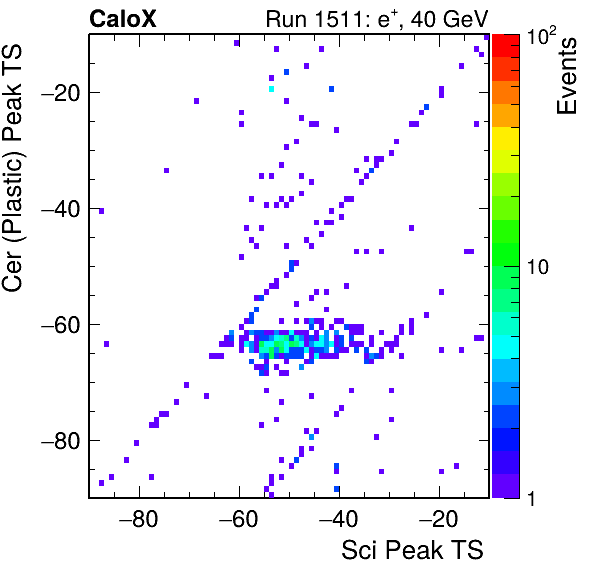 CaloX Run 1511: e⁺, 40 GeV
Cer (Plastic) Peak TS
−20
−40
−60
−80
−80 −60 −40 −20
Sci Peak TS
10²
10
1
Events